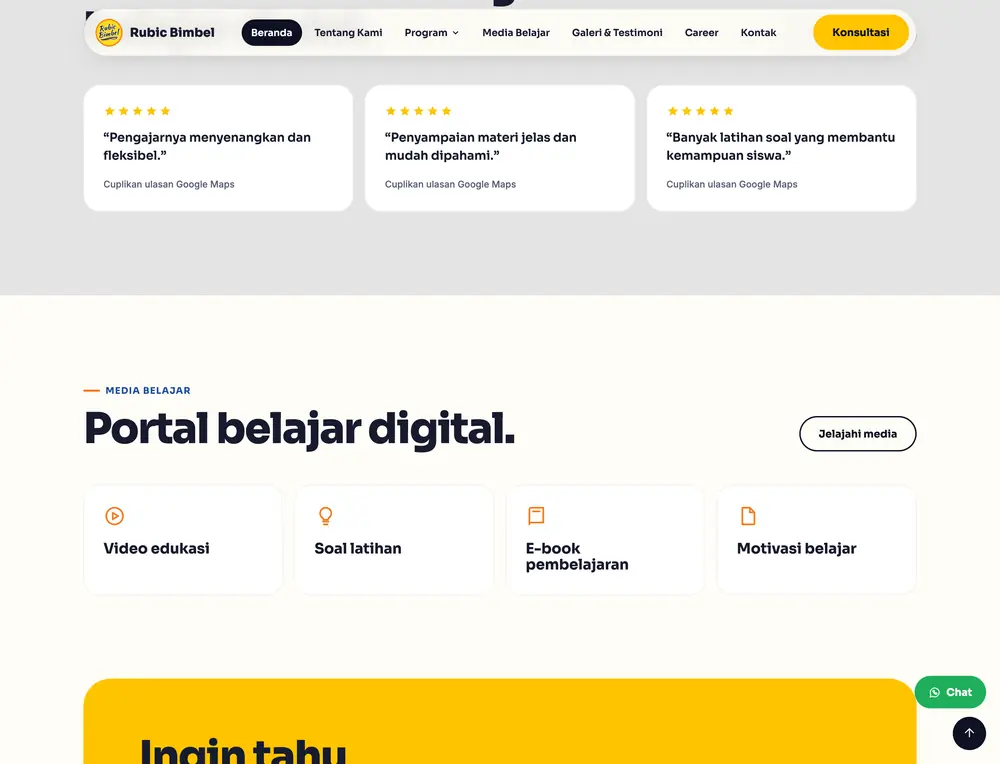 Rubic Bimbel
Rubic Bimbel
Beranda
Tentang Kami
Program
Media Belajar
Galeri & Testimoni
Career
Kontak
Konsultasi
“Pengajarnya menyenangkan dan
fleksibel.”
Cuplikan ulasan Google Maps
“Penyampaian materi jelas dan
mudah dipahami.”
Cuplikan ulasan Google Maps
“Banyak latihan soal yang membantu
kemampuan siswa.”
Cuplikan ulasan Google Maps
MEDIA BELAJAR
Portal belajar digital.
Jelajahi media
Video edukasi
Soal latihan
E-book
pembelajaran
Motivasi belajar
Ingin tahu
Chat